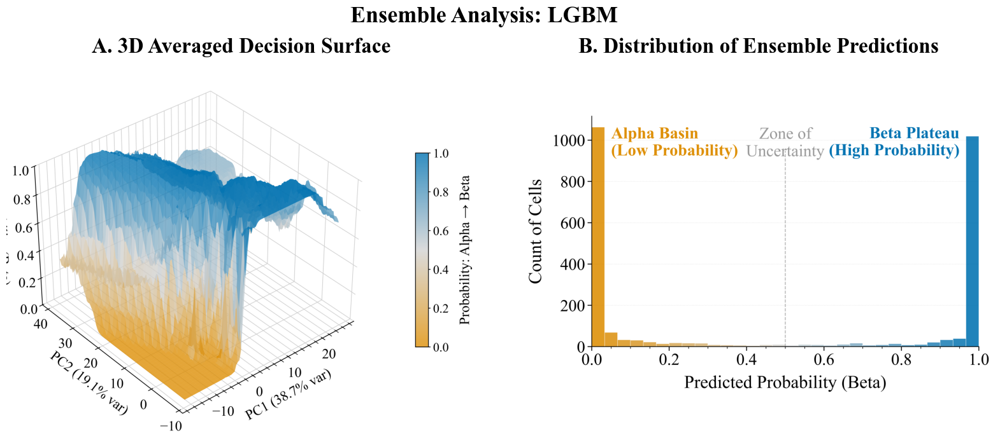 Ensemble Analysis: LGBM
A. 3D Averaged Decision Surface
1.0
0.8
0.6
0.4
0.2
0.0
40
30
20
10
0
−10
PC2 (19.1% var)
−10
0
10
20
PC1 (38.7% var)
1.0
0.8
0.6
0.4
0.2
0.0
Probability: Alpha → Beta
B. Distribution of Ensemble Predictions
Alpha Basin
(Low Probability)
Zone of
Uncertainty
Beta Plateau
(High Probability)
1000
800
600
400
200
0
Count of Cells
0.0
0.2
0.4
0.6
0.8
1.0
Predicted Probability (Beta)